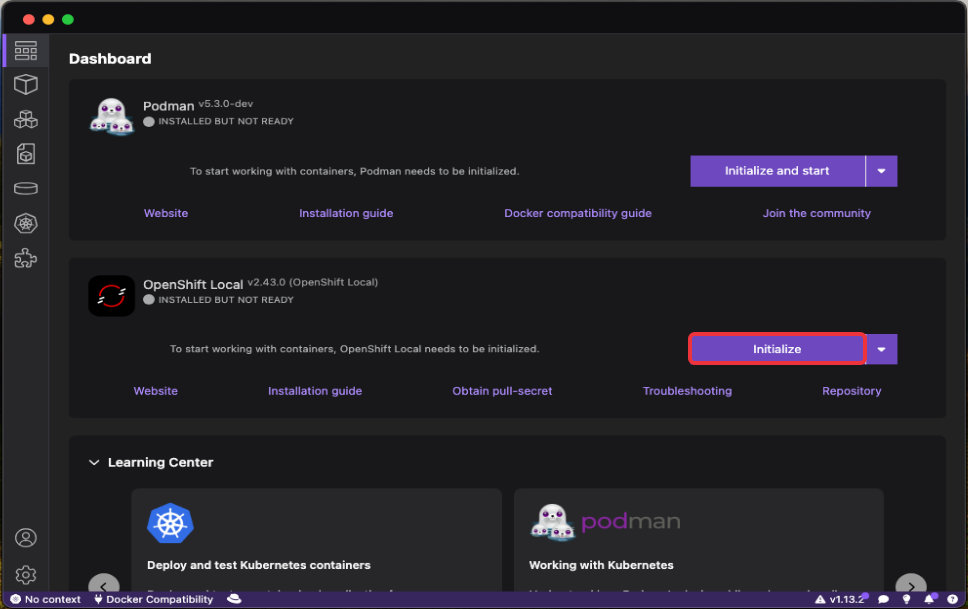 Dashboard
Podman v5.3.0-dev
INSTALLED BUT NOT READY
To start working with containers, Podman needs to be initialized.
Initialize and start
Website Installation guide Docker compatibility guide Join the community
OpenShift Local v2.43.0 (OpenShift Local)
INSTALLED BUT NOT READY
To start working with containers, OpenShift Local needs to be initialized.
Initialize
Website Installation guide Obtain pull-secret Troubleshooting Repository
Learning Center
podman
Deploy and test Kubernetes containers
Working with Kubernetes
No context Docker Compatibility v1.13.2